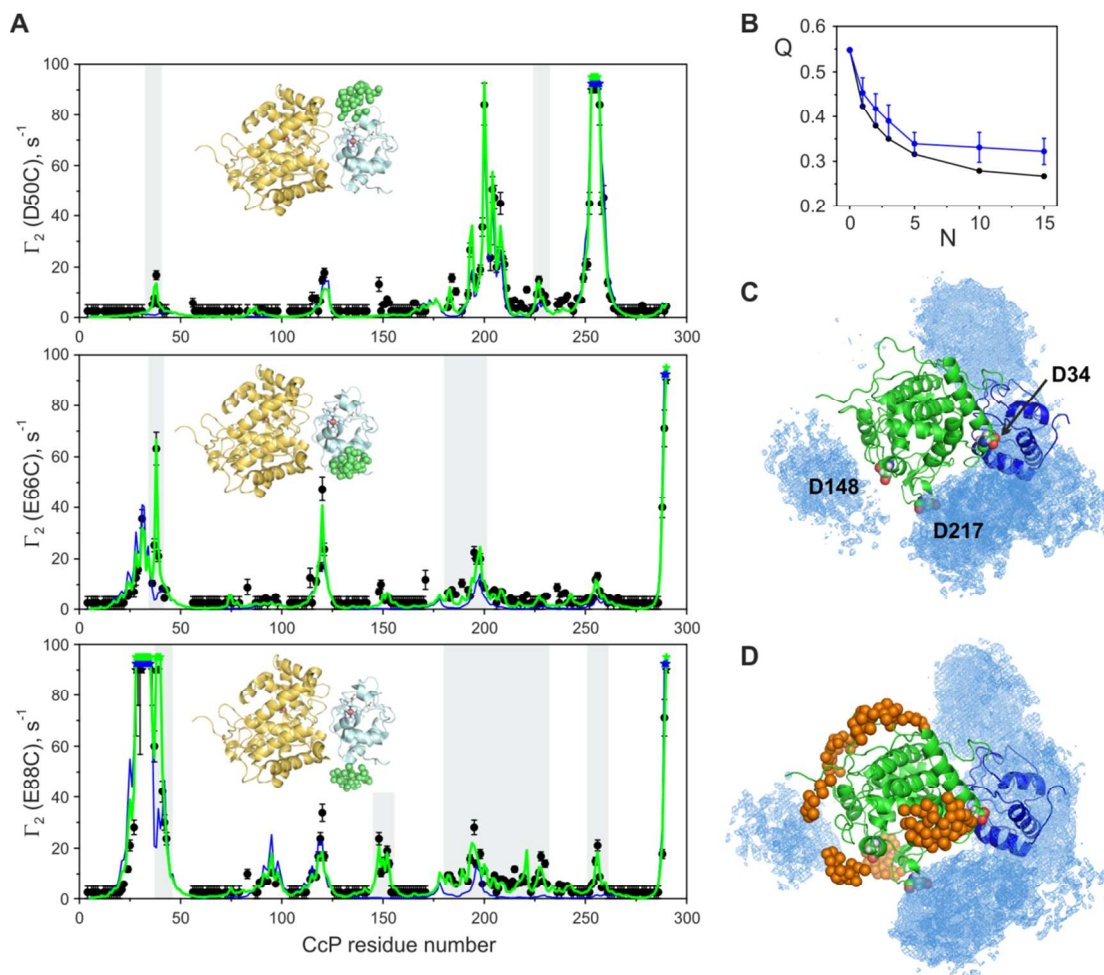 A
Γ₂ (D50C), s⁻¹
100
80
60
40
20
0
0 50 100 150 200 250 300
Γ₂ (E66C), s⁻¹
100
80
60
40
20
0
0 50 100 150 200 250 300
Γ₂ (E88C), s⁻¹
100
80
60
40
20
0
0 50 100 150 200 250 300
CcP residue number
B
Q
0.6
0.5
0.4
0.3
0.2
0 5 10 15
N
C
D34
D148
D217
D